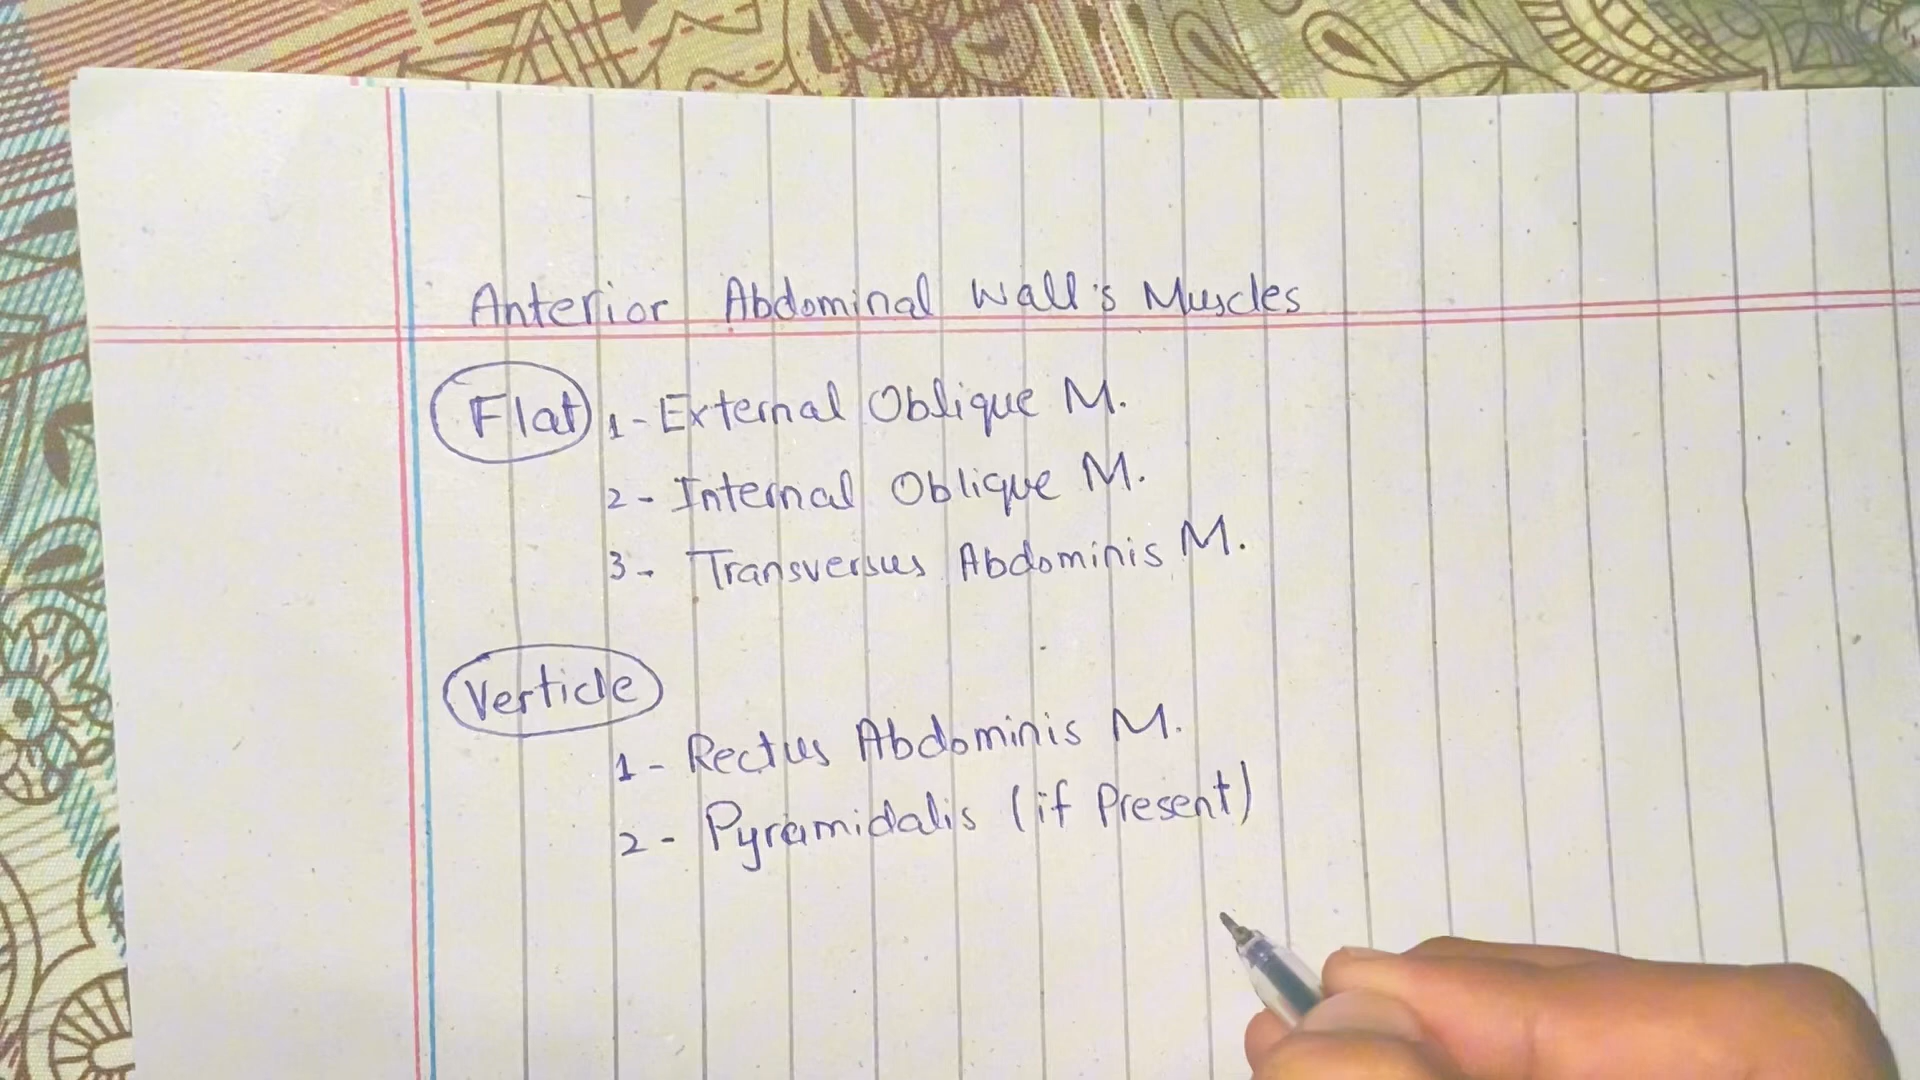 Anterior Abdominal Wall's Muscles
Flat 1- External Oblique M.
2- Internal Oblique M.
3- Transversus Abdominis M.
Verticle
1- Rectus Abdominis M.
2- Pyramidalis (if Present)